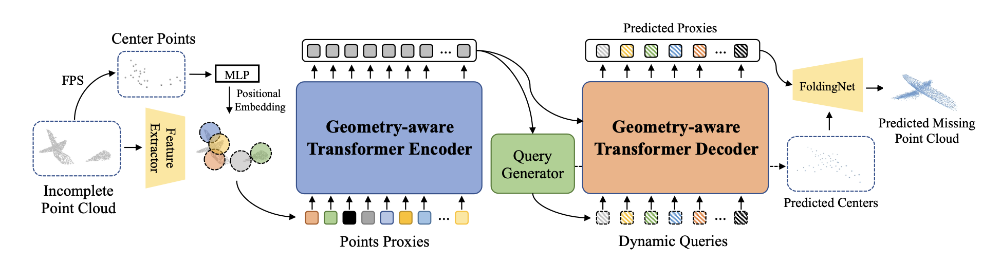 Center Points
FPS
MLP
Positional
Embedding
Feature
Extractor
Incomplete
Point Cloud
...
Geometry-aware
Transformer Encoder
...
Points Proxies
Query
Generator
Predicted Proxies
...
Geometry-aware
Transformer Decoder
...
Dynamic Queries
FoldingNet
Predicted Missing
Point Cloud
Predicted Centers